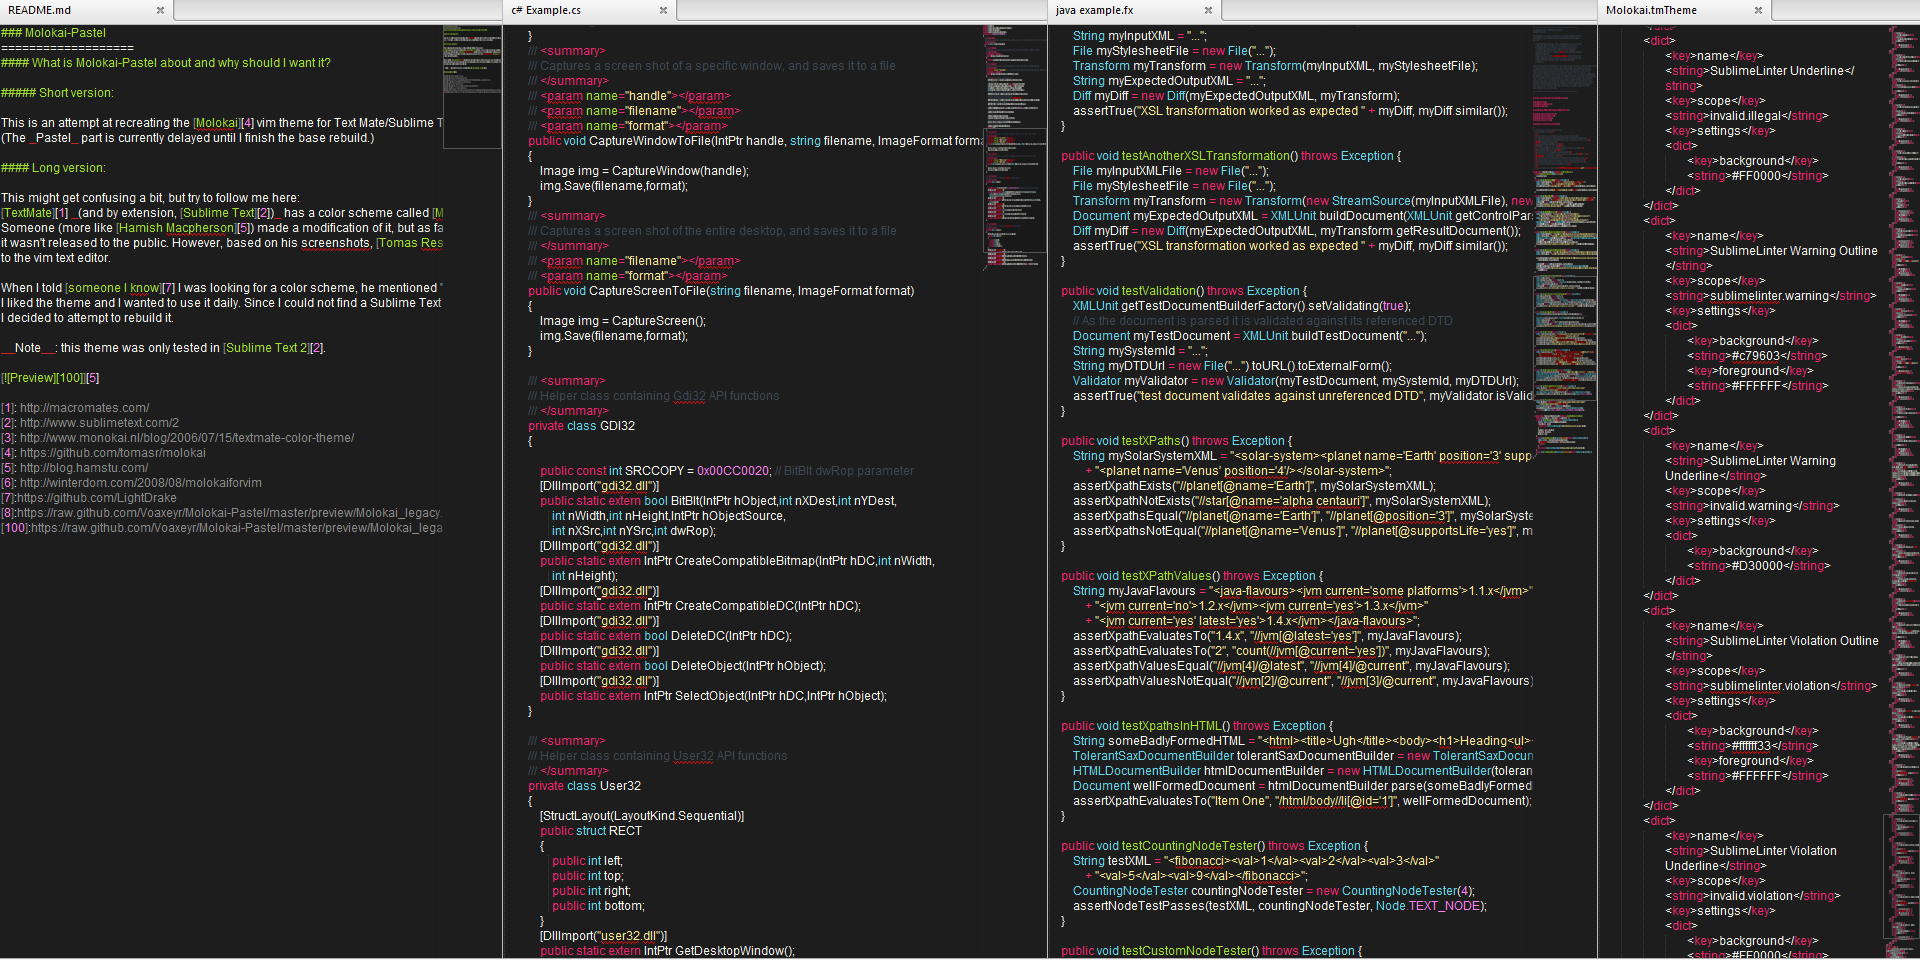 README.md
### Molokai-Pastel
===================
#### What is Molokai-Pastel about and why should I want it?
##### Short version:
This is an attempt at recreating the [Molokai][4] vim theme for Text Mate/Sublime T
(The _Pastel_ part is currently delayed until I finish the base rebuild.)
#### Long version:
This might get confusing a bit, but try to follow me here:
[TextMate][1] _(and by extension, [Sublime Text][2])_ has a color scheme called [M
Someone (more like [Hamish Macpherson][5]) made a modification of it, but as fa
it wasn't released to the public. However, based on his screenshots, [Tomas Res
to the vim text editor.
When I told [someone I know][7] I was looking for a color scheme, he mentioned "
I liked the theme and I wanted to use it daily. Since I could not find a Sublime Text
I decided to attempt to rebuild it.
__Note__: this theme was only tested in [Sublime Text 2][2].
[![Preview][100]][5]
[1]: http://macromates.com/
[2]: http://www.sublimetext.com/2
[3]: http://www.monokai.nl/blog/2006/07/15/textmate-color-theme/
[4]: https://github.com/tomasr/molokai
[5]: http://blog.hamstu.com/
[6]: http://winterdom.com/2008/08/molokaiforvim
[7]:https://github.com/LightDrake
[8]:https://raw.github.com/Voaxeyr/Molokai-Pastel/master/preview/Molokai_legacy.
[100]:https://raw.github.com/Voaxeyr/Molokai-Pastel/master/preview/Molokai_lega
c# Example.cs
}
/// <summary>
/// Captures a screen shot of a specific window, and saves it to a file
/// </summary>
/// <param name="handle"></param>
/// <param name="filename"></param>
/// <param name="format"></param>
public void CaptureWindowToFile(IntPtr handle, string filename, ImageFormat forma
{
Image img = CaptureWindow(handle);
img.Save(filename,format);
}
/// <summary>
/// Captures a screen shot of the entire desktop, and saves it to a file
/// </summary>
/// <param name="filename"></param>
/// <param name="format"></param>
public void CaptureScreenToFile(string filename, ImageFormat format)
{
Image img = CaptureScreen();
img.Save(filename,format);
}
/// <summary>
/// Helper class containing Gdi32 API functions
/// </summary>
private class GDI32
{
public const int SRCCOPY = 0x00CC0020; // BitBlt dwRop parameter
[DllImport("gdi32.dll")]
public static extern bool BitBlt(IntPtr hObject,int nXDest,int nYDest,
int nWidth,int nHeight,IntPtr hObjectSource,
int nXSrc,int nYSrc,int dwRop);
[DllImport("gdi32.dll")]
public static extern IntPtr CreateCompatibleBitmap(IntPtr hDC,int nWidth,
int nHeight);
[DllImport("gdi32.dll")]
public static extern IntPtr CreateCompatibleDC(IntPtr hDC);
[DllImport("gdi32.dll")]
public static extern bool DeleteDC(IntPtr hDC);
[DllImport("gdi32.dll")]
public static extern bool DeleteObject(IntPtr hObject);
[DllImport("gdi32.dll")]
public static extern IntPtr SelectObject(IntPtr hDC,IntPtr hObject);
}
/// <summary>
/// Helper class containing User32 API functions
/// </summary>
private class User32
{
[StructLayout(LayoutKind.Sequential)]
public struct RECT
{
public int left;
public int top;
public int right;
public int bottom;
}
[DllImport("user32.dll")]
public static extern IntPtr GetDesktopWindow();
java example.fx
String myInputXML = "...";
File myStylesheetFile = new File("...");
Transform myTransform = new Transform(myInputXML, myStylesheetFile);
String myExpectedOutputXML = "...";
Diff myDiff = new Diff(myExpectedOutputXML, myTransform);
assertTrue("XSL transformation worked as expected " + myDiff, myDiff.similar());
}
public void testAnotherXSLTransformation() throws Exception {
File myInputXMLFile = new File("...");
File myStylesheetFile = new File("...");
Transform myTransform = new Transform(new StreamSource(myInputXMLFile), new
Document myExpectedOutputXML = XMLUnit.buildDocument(XMLUnit.getControlPar
Diff myDiff = new Diff(myExpectedOutputXML, myTransform.getResultDocument());
assertTrue("XSL transformation worked as expected " + myDiff, myDiff.similar());
}
public void testValidation() throws Exception {
XMLUnit.getTestDocumentBuilderFactory().setValidating(true);
// As the document is parsed it is validated against its referenced DTD
Document myTestDocument = XMLUnit.buildTestDocument("...");
String mySystemId = "...";
String myDTDUrl = new File("...").toURL().toExternalForm();
Validator myValidator = new Validator(myTestDocument, mySystemId, myDTDUrl);
assertTrue("test document validates against unreferenced DTD", myValidator.isValid
}
public void testXPaths() throws Exception {
String mySolarSystemXML = "<solar-system><planet name='Earth' position='3' supp
+ "<planet name='Venus' position='4'/></solar-system>";
assertXpathExists("//planet[@name='Earth']", mySolarSystemXML);
assertXpathNotExists("//star[@name='alpha centauri']", mySolarSystemXML);
assertXpathsEqual("//planet[@name='Earth']", "//planet[@position='3']", mySolarSyste
assertXpathsNotEqual("//planet[@name='Venus']", "//planet[@supportsLife='yes']", m
}
public void testXPathValues() throws Exception {
String myJavaFlavours = "<java-flavours><jvm current='some platforms'>1.1.x</jvm>"
+ "<jvm current='no'>1.2.x</jvm><jvm current='yes'>1.3.x</jvm>"
+ "<jvm current='yes' latest='yes'>1.4.x</jvm></java-flavours>";
assertXpathEvaluatesTo("1.4.x", "//jvm[@latest='yes']", myJavaFlavours);
assertXpathEvaluatesTo("2", "count(//jvm[@current='yes'])", myJavaFlavours);
assertXpathValuesEqual("//jvm[4]/@latest", "//jvm[4]/@current", myJavaFlavours);
assertXpathValuesNotEqual("//jvm[2]/@current", "//jvm[3]/@current", myJavaFlavours)
}
public void testXpathsInHTML() throws Exception {
String someBadlyFormedHTML = "<html><title>Ugh</title><body><h1>Heading<ul>
TolerantSaxDocumentBuilder tolerantSaxDocumentBuilder = new TolerantSaxDocun
HTMLDocumentBuilder htmlDocumentBuilder = new HTMLDocumentBuilder(toleran
Document wellFormedDocument = htmlDocumentBuilder.parse(someBadlyFormed
assertXpathEvaluatesTo("Item One", "/html/body//li[@id='1']", wellFormedDocument);
}
public void testCountingNodeTester() throws Exception {
String testXML = "<fibonacci><val>1</val><val>2</val><val>3</val>"
+ "<val>5</val><val>9</val></fibonacci>";
CountingNodeTester countingNodeTester = new CountingNodeTester(4);
assertNodeTestPasses(testXML, countingNodeTester, Node.TEXT_NODE);
}
public void testCustomNodeTester() throws Exception {
Molokai.tmTheme
<dict>
<key>name</key>
<string>SublimeLinter Underline</
string>
<key>scope</key>
<string>invalid.illegal</string>
<key>settings</key>
<dict>
<key>background</key>
<string>#FF0000</string>
</dict>
</dict>
<dict>
<key>name</key>
<string>SublimeLinter Warning Outline
</string>
<key>scope</key>
<string>sublimelinter.warning</string>
<key>settings</key>
<dict>
<key>background</key>
<string>#c79603</string>
<key>foreground</key>
<string>#FFFFFF</string>
</dict>
</dict>
<dict>
<key>name</key>
<string>SublimeLinter Warning
Underline</string>
<key>scope</key>
<string>invalid.warning</string>
<key>settings</key>
<dict>
<key>background</key>
<string>#D30000</string>
</dict>
</dict>
<dict>
<key>name</key>
<string>SublimeLinter Violation Outline
</string>
<key>scope</key>
<string>sublimelinter.violation</string>
<key>settings</key>
<dict>
<key>background</key>
<string>#ffffff33</string>
<key>foreground</key>
<string>#FFFFFF</string>
</dict>
</dict>
<dict>
<key>name</key>
<string>SublimeLinter Violation
Underline</string>
<key>scope</key>
<string>invalid.violation</string>
<key>settings</key>
<dict>
<key>background</key>
<string>#FF0000</string>